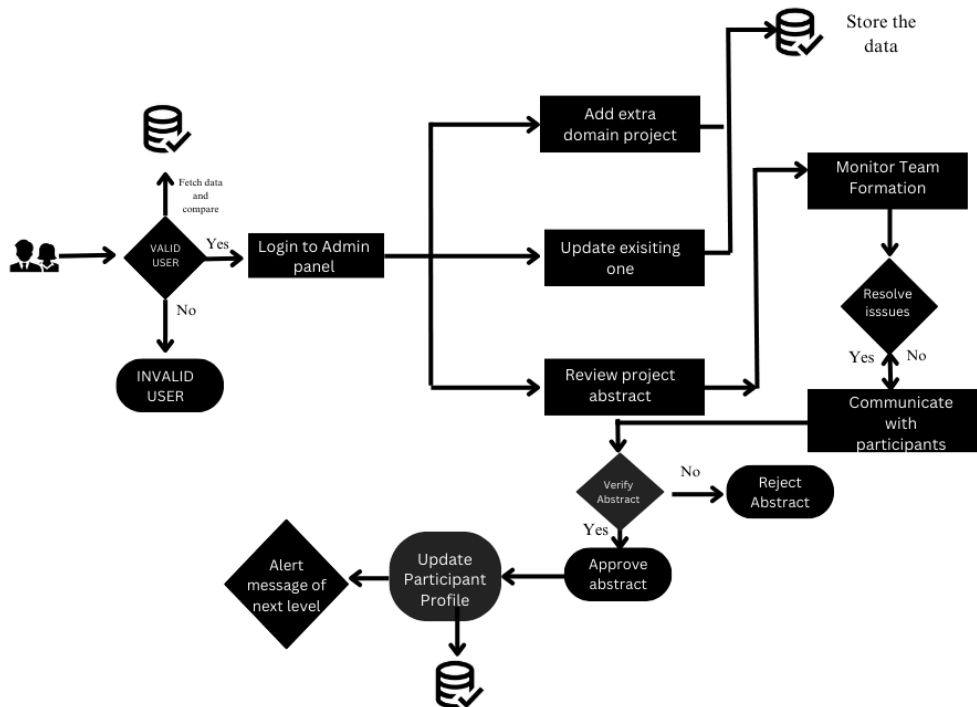 Store the
data
Add extra
domain project
Monitor Team
Formation
Fetch data
and
compare
VALID
USER
Yes
Login to Admin
panel
Update exisiting
one
Resolve
isssues
No
Yes
No
INVALID
USER
Review project
abstract
Communicate
with
participants
Verify
Abstract
No
Reject
Abstract
Yes
Approve
abstract
Update
Participant
Profile
Alert
message of
next level